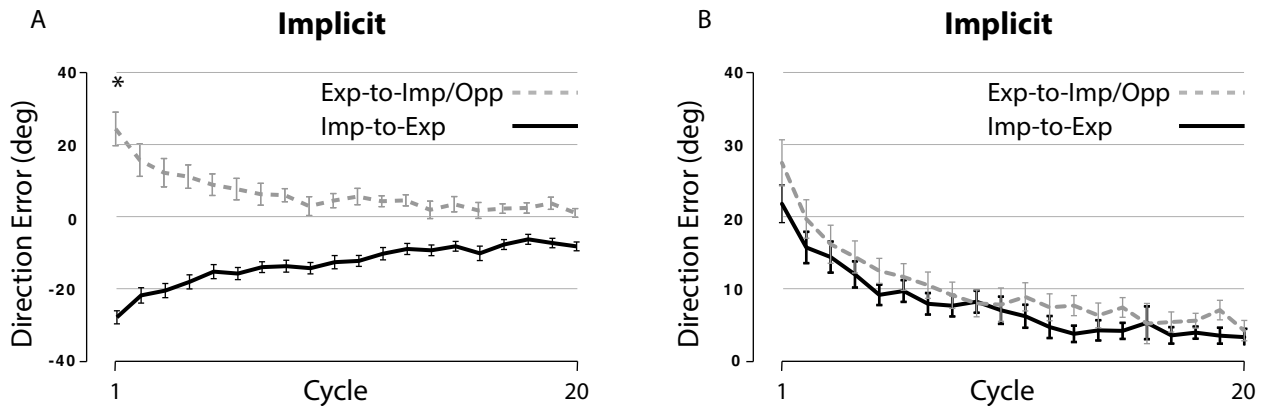 A
Implicit
Direction Error (deg)
40
20
0
-20
-40
*
Exp-to-Imp/Opp
Imp-to-Exp
1
Cycle
20
B
Implicit
Direction Error (deg)
40
30
20
10
0
Exp-to-Imp/Opp
Imp-to-Exp
1
Cycle
20